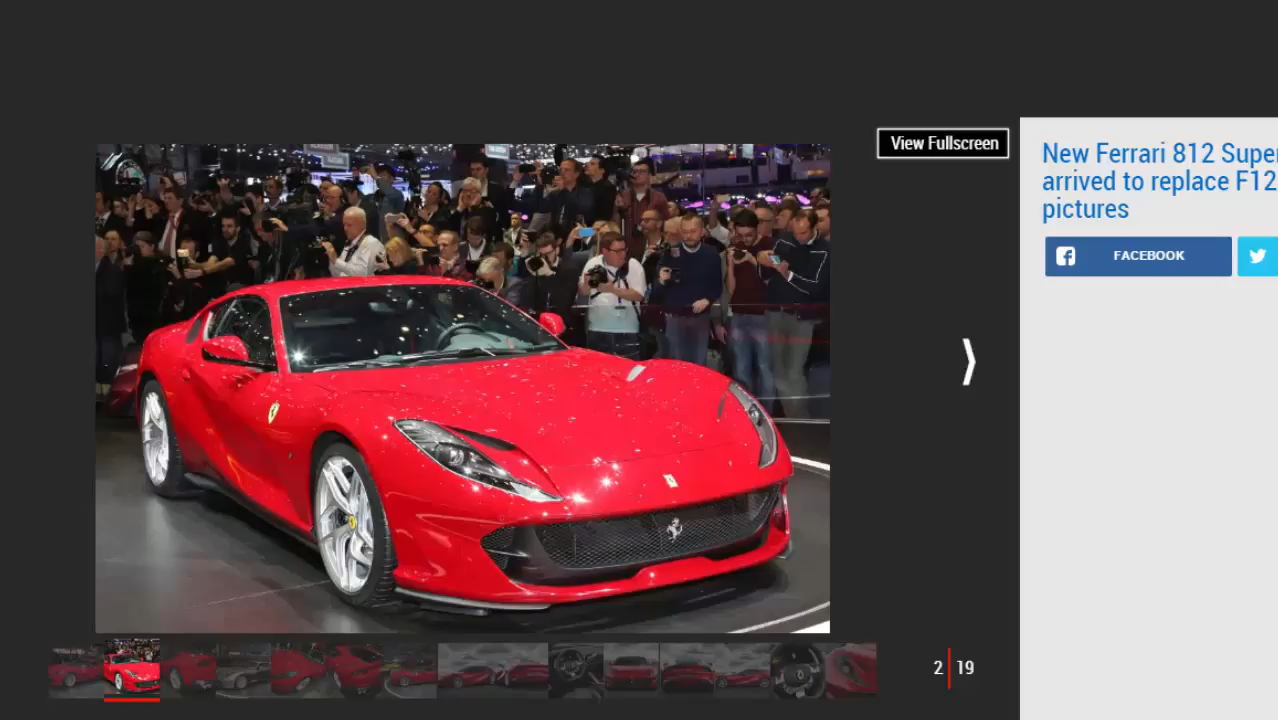 View Fullscreen
New Ferrari 812 Super
arrived to replace F12
pictures
FACEBOOK
2 19